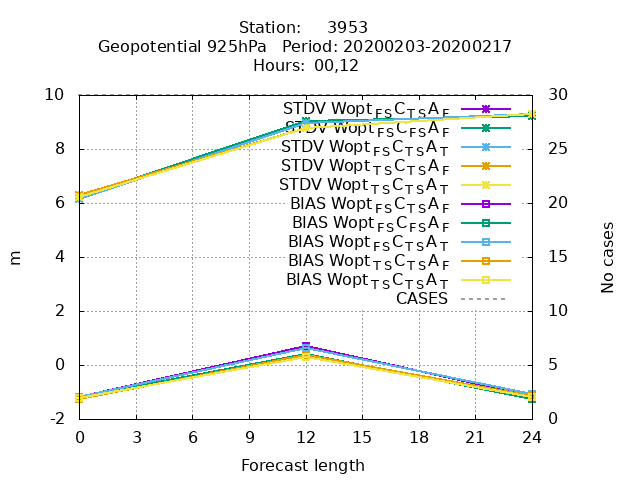 Station: 3953
Geopotential 925hPa Period: 20200203-20200217
Hours: 00,12
10 30
STDV Wopt FS C TS A F
STDV Wopt FS C FS A F
8 STDV Wopt FS C TS A T 25
STDV Wopt TS C TS A F
STDV Wopt TS C TS A T
6 BIAS Wopt FS C TS A F 20
BIAS Wopt FS C FS A F
BIAS Wopt FS C TS A T
4 BIAS Wopt TS C TS A F 15
BIAS Wopt TS C TS A T
CASES
2 10
0 5
-2 0
m
No cases
0 3 6 9 12 15 18 21 24
Forecast length